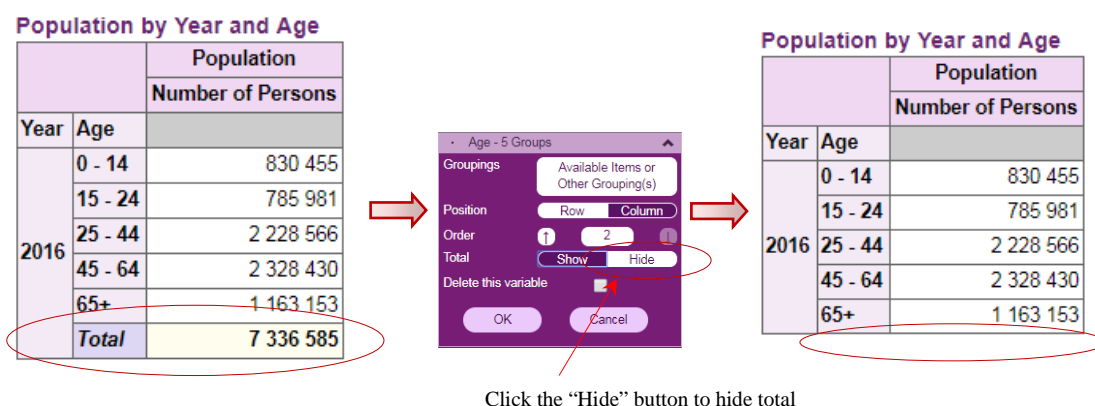 Population by Year and Age
Population
Number of Persons
Year Age
2016
0 - 14 830 455
15 - 24 785 981
25 - 44 2 228 566
45 - 64 2 328 430
65+ 1 163 153
Total 7 336 585
· Age - 5 Groups
Groupings Available Items or
Other Grouping(s)
Position Row Column
Order ↑ 2 ↓
Total Show Hide
Delete this variable
OK Cancel
Click the “Hide” button to hide total
Population by Year and Age
Population
Number of Persons
Year Age
2016
0 - 14 830 455
15 - 24 785 981
25 - 44 2 228 566
45 - 64 2 328 430
65+ 1 163 153